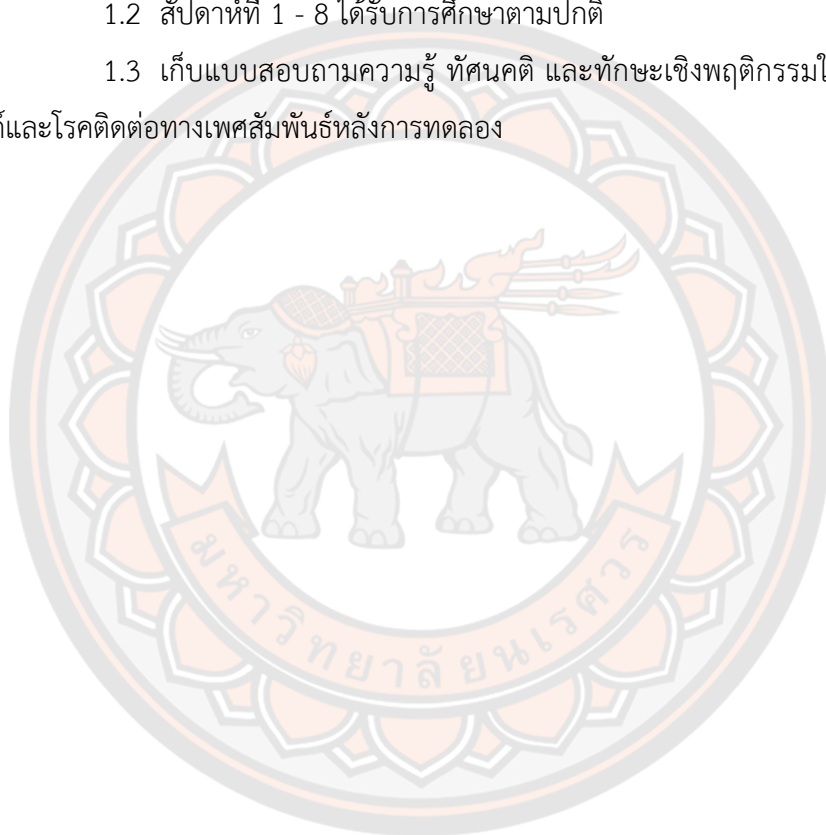 1.2 สัปดาห์ที่ 1 - 8 ได้รับการศึกษาตามปกติ
1.3 เก็บแบบสอบถามความรู้ ทัศนคติ และทักษะเชิงพฤติกรรมใ
และโรคติดต่อทางเพศสัมพันธ์หลังการทดลอง
มหาวิทยาลัยนเรศวร